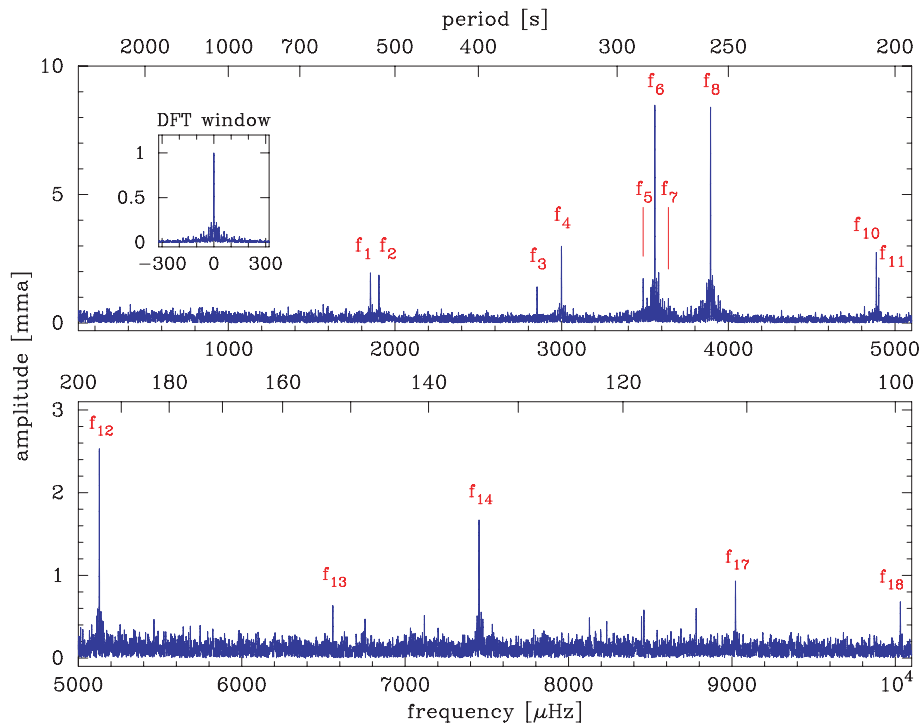 period [s]
2000 1000 700 500 400 300 250 200
10
f₆ f₈
DFT window
1
0.5
0
−300 0 300
5
f₅ f₇
f₁ f₂ f₃ f₄ f₁₀ f₁₁
0
1000 2000 3000 4000 5000
amplitude [mma]
200 180 160 140 120 100
3
f₁₂
2
f₁₄
1
f₁₃ f₁₇ f₁₈
0
5000 6000 7000 8000 9000 10⁴
frequency [μHz]